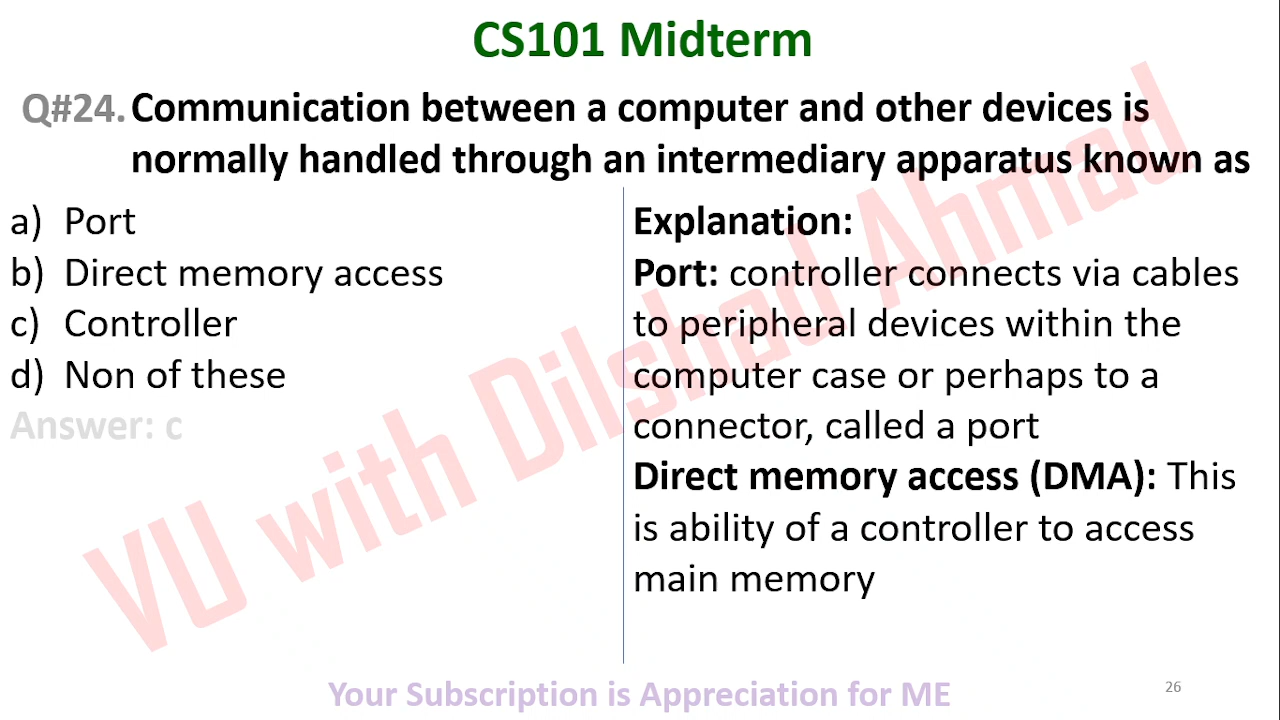 CS101 Midterm
Q#24. Communication between a computer and other devices is
normally handled through an intermediary apparatus known as
a) Port
b) Direct memory access
c) Controller
d) Non of these
Answer: c
Explanation:
Port: controller connects via cables
to peripheral devices within the
computer case or perhaps to a
connector, called a port
Direct memory access (DMA): This
is ability of a controller to access
main memory
VU with Dilshad Ahmad
Your Subscription is Appreciation for ME
26